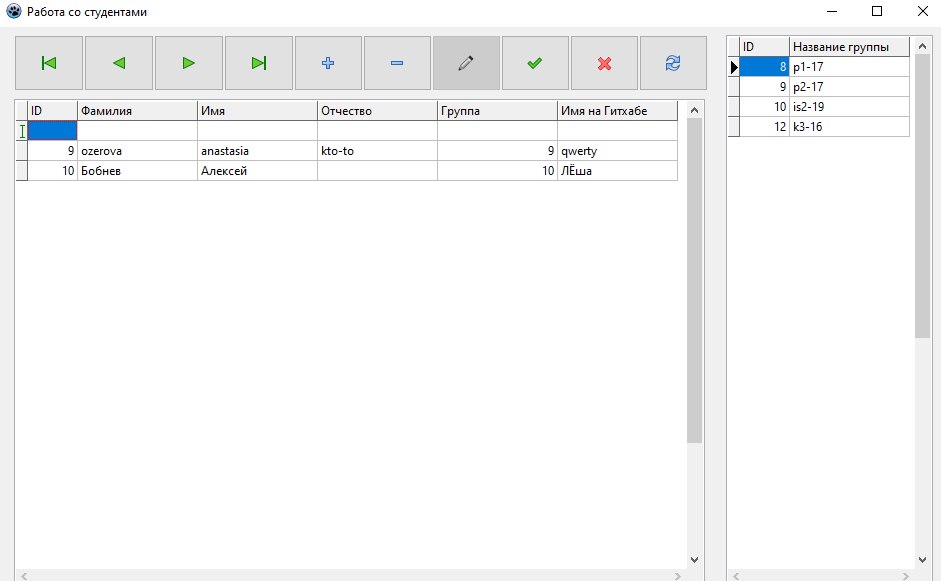 Работа со студентами
ID Фамилия Имя Отчество Группа Имя на Гитхабе
9 ozerova anastasia kto-to 9 qwerty
10 Бобнев Алексей 10 ЛЁша
ID Название группы
8 p1-17
9 p2-17
10 is2-19
12 k3-16